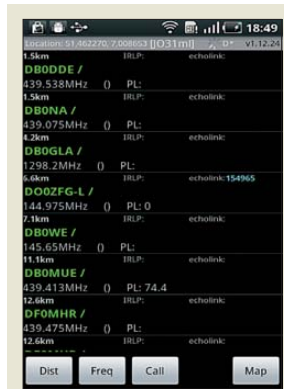 18:49
Location: 51.462270, 7.008653 [JO31ml] D* v1.12.24
1.5km IRLP: echolink:
DB0DDE /
439.538MHz () PL:
1.5km IRLP: echolink:
DB0NA /
439.075MHz () PL:
4.2km IRLP: echolink:
DB0GLA /
1298.2MHz () PL:
6.6km IRLP: echolink:154965
DO0ZFG-L /
144.975MHz () PL: 0
7.1km IRLP: echolink:
DB0WE /
145.65MHz () PL:
11.1km IRLP: echolink:
DB0MUE /
439.413MHz () PL: 74.4
12.6km IRLP: echolink:
DF0MHR /
439.475MHz () PL:
12.6km IRLP: echolink:
Dist Freq Call Map